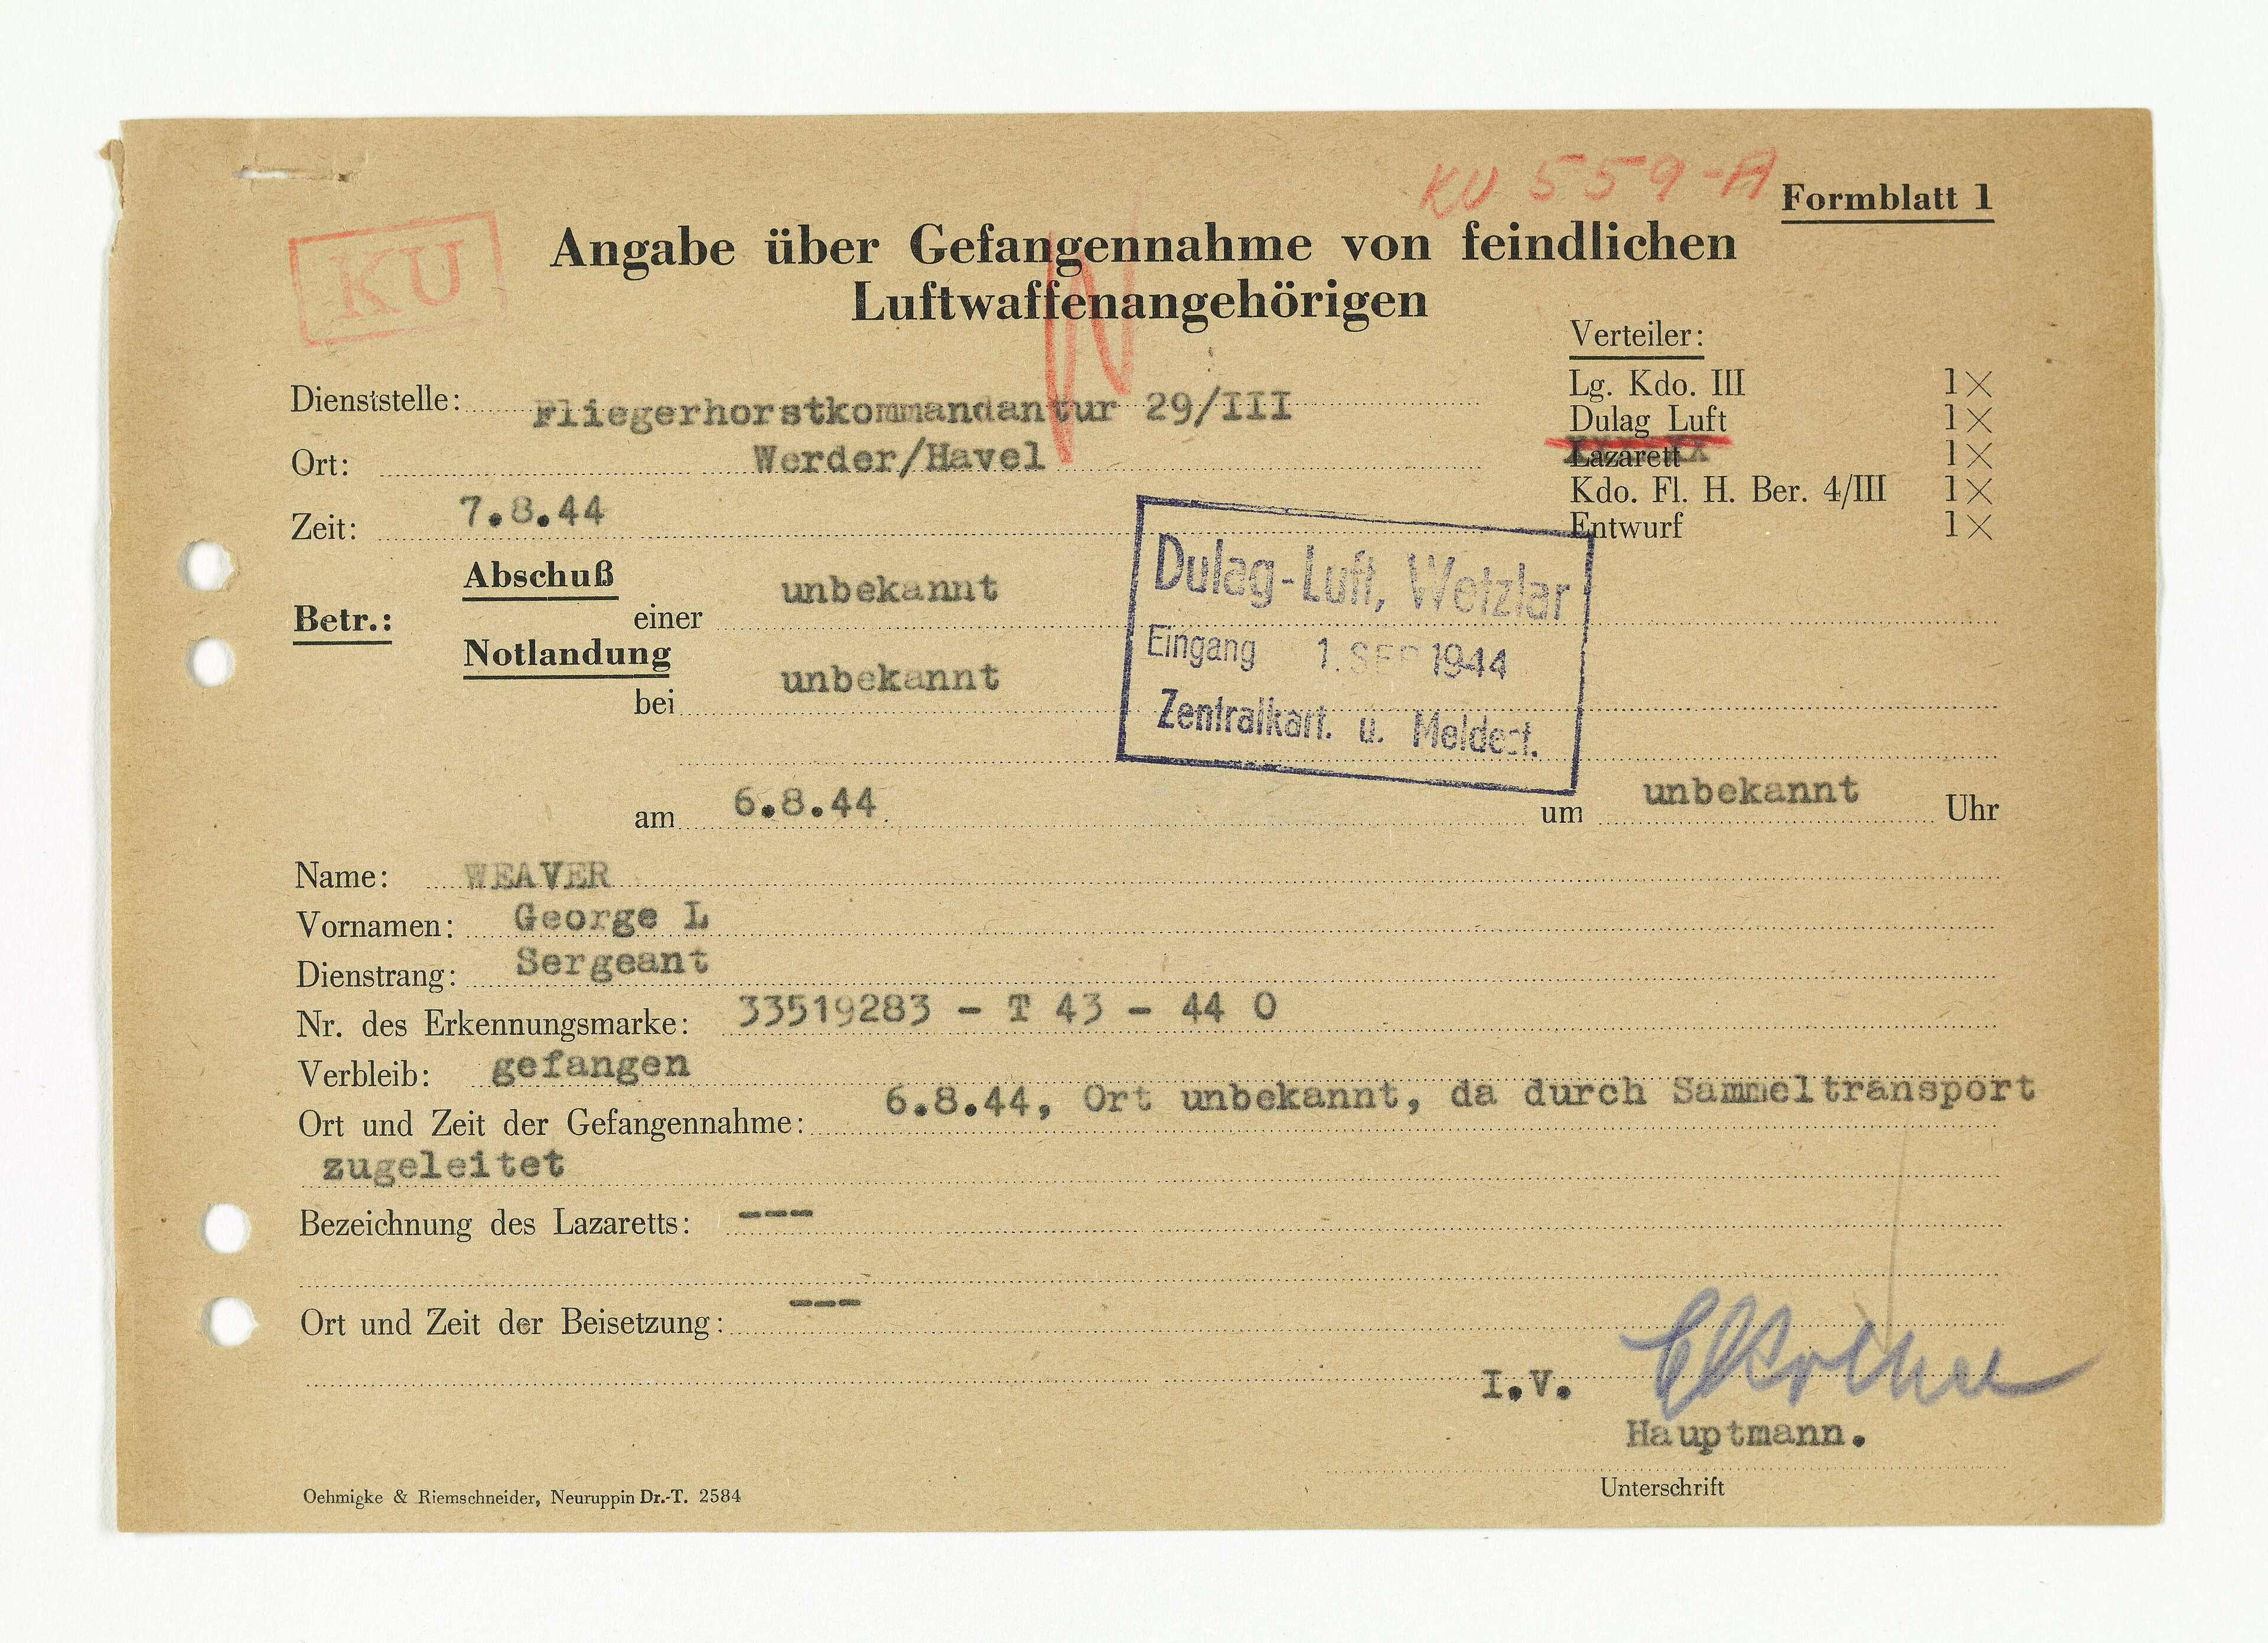 KU 559-A
Formblatt 1
KU
Angabe über Gefangennahme von feindlichen
Luftwaffenangehörigen
N
Verteiler:
Lg. Kdo. III 1×
Dulag Luft 1×
Lazarett 1×
Kdo. Fl. H. Ber. 4/III 1×
Entwurf 1×
Dienststelle: Fliegerhorstkommandantur 29/III
Ort: Werder/Havel
Zeit: 7.8.44
Dulag-Luft, Wetzlar
Eingang 1. SEP 1944
Zentralkart. u. Meldest.
Betr.: Abschuß
einer unbekannt
Notlandung
bei unbekannt
am 6.8.44 um unbekannt Uhr
Name: WEAVER
Vornamen: George L
Dienstrang: Sergeant
Nr. des Erkennungsmarke: 33519283 - T 43 - 44 O
Verbleib: gefangen
Ort und Zeit der Gefangennahme: 6.8.44, Ort unbekannt, da durch Sammeltransport
zugeleitet
Bezeichnung des Lazaretts: ---
Ort und Zeit der Beisetzung: ---
I.V.
Hauptmann.
Unterschrift
Oehmigke & Riemschneider, Neuruppin Dr.-T. 2584